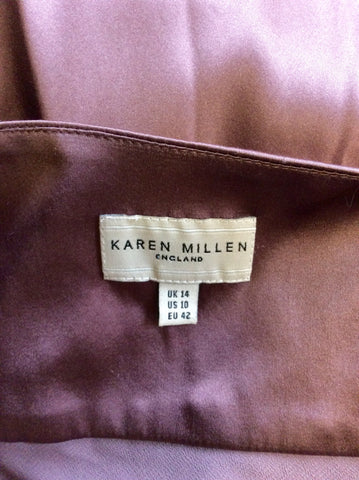 KAREN MILLEN
ENGLAND
UK 14
US 10
EU 42